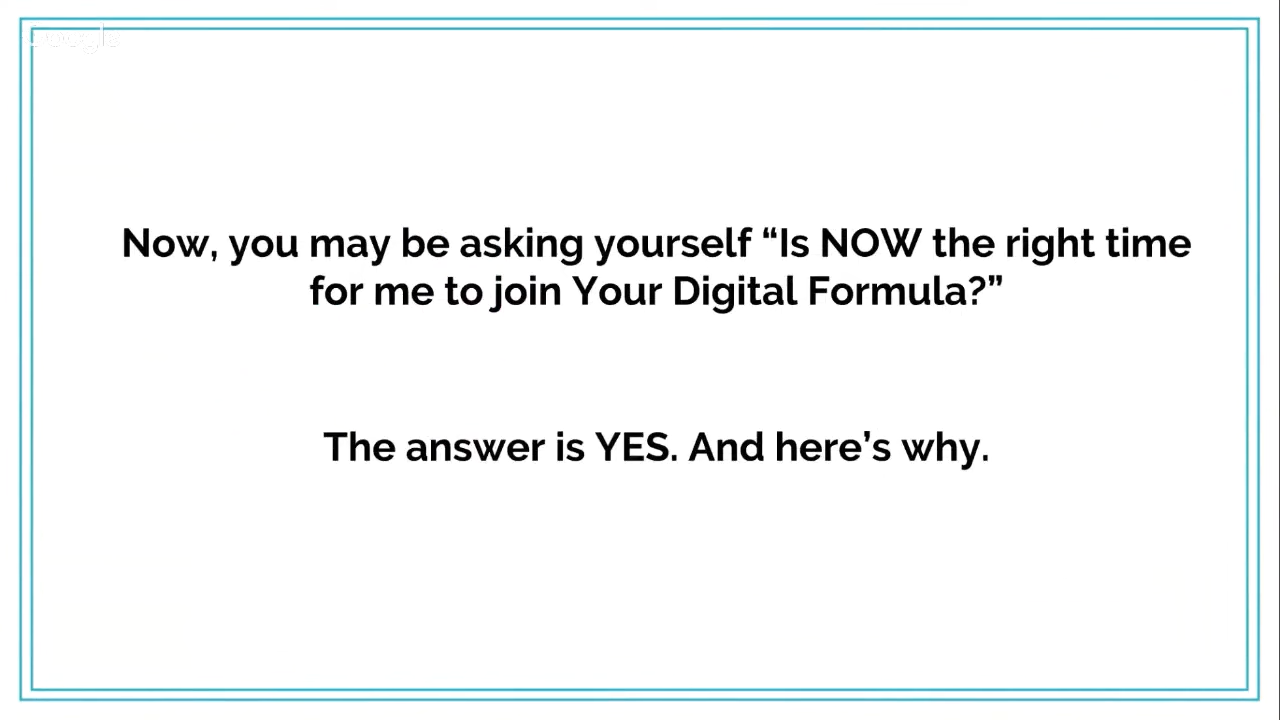 Google
Now, you may be asking yourself “Is NOW the right time
for me to join Your Digital Formula?”
The answer is YES. And here’s why.